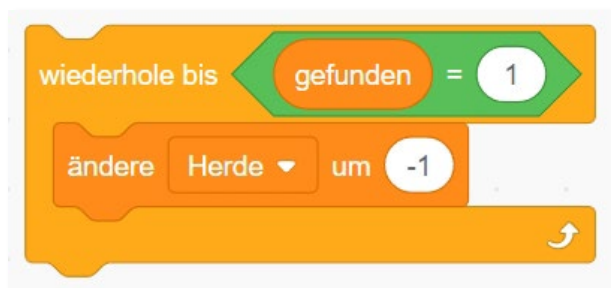 wiederhole bis gefunden = 1
ändere Herde um -1